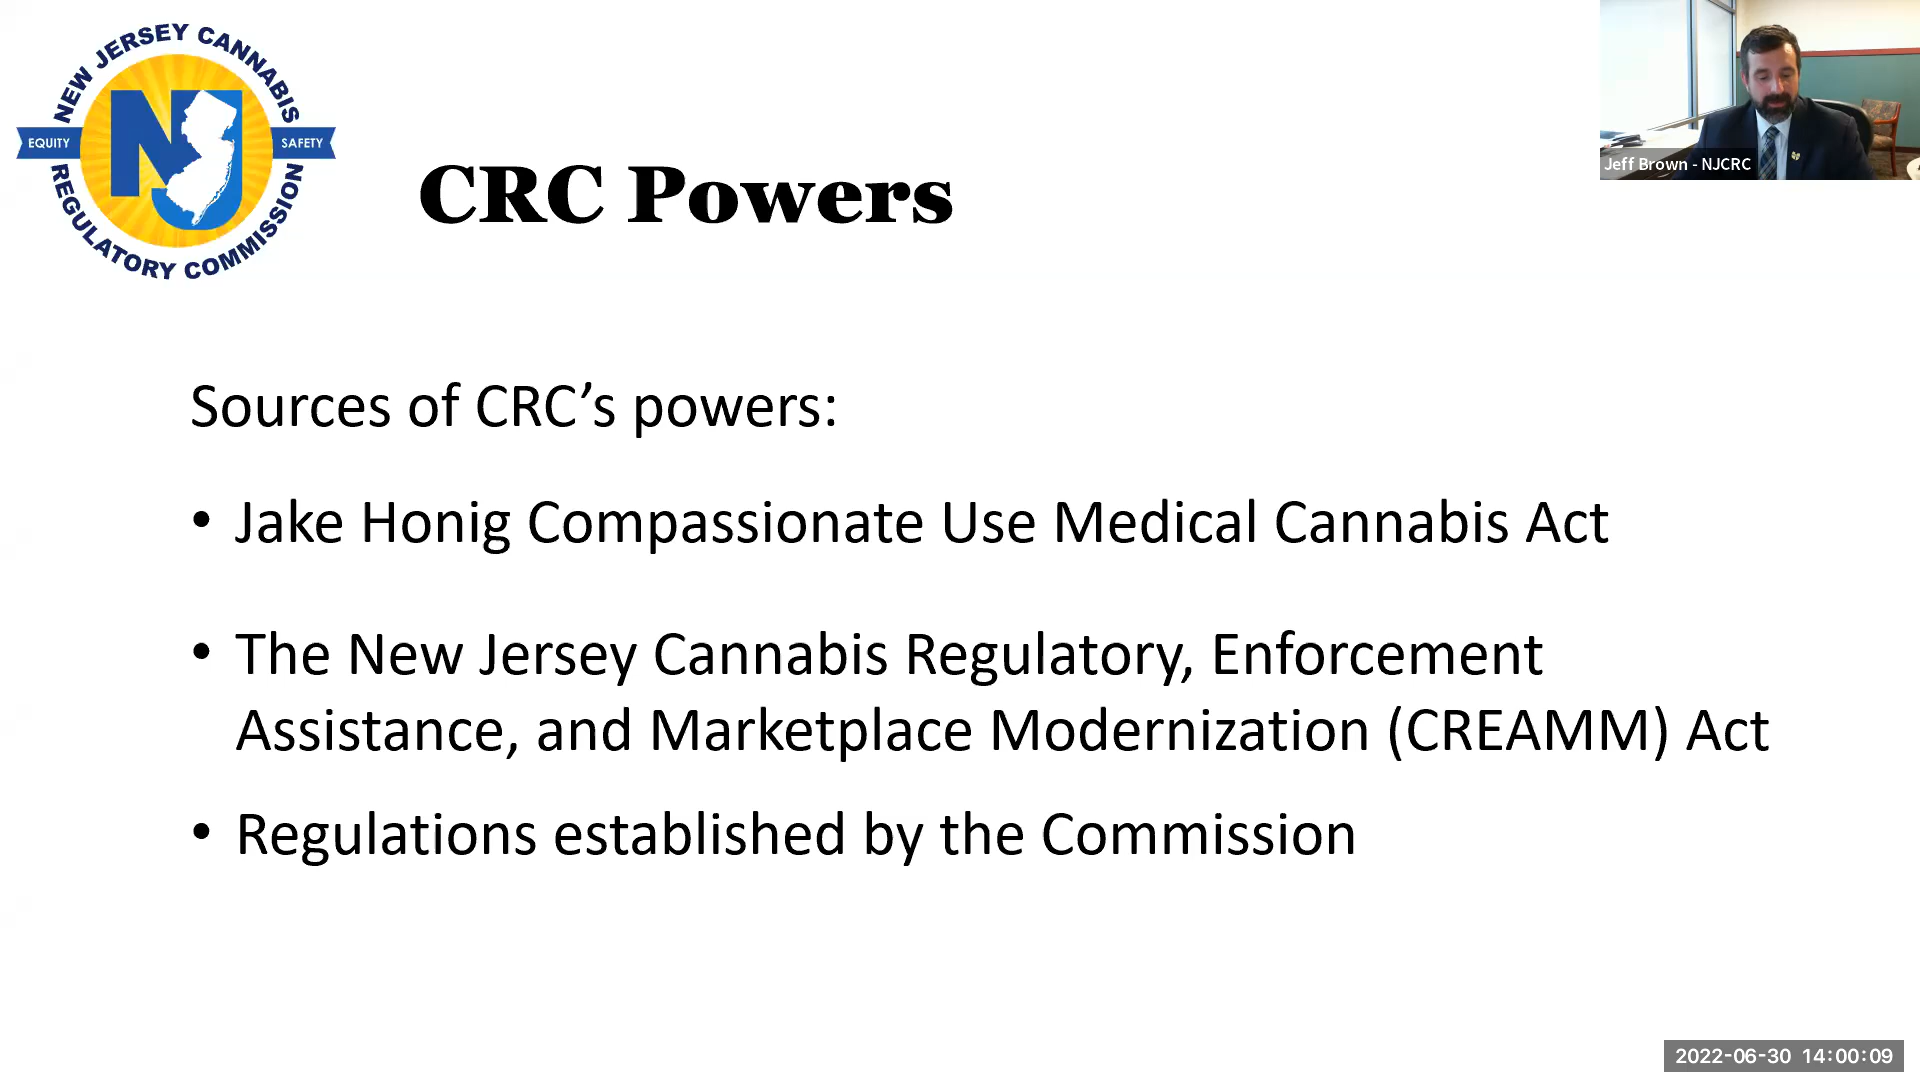 NEW JERSEY CANNABIS
EQUITY
NJ
SAFETY
REGULATORY COMMISSION
Jeff Brown - NJCRC
CRC Powers
Sources of CRC’s powers:
• Jake Honig Compassionate Use Medical Cannabis Act
• The New Jersey Cannabis Regulatory, Enforcement
Assistance, and Marketplace Modernization (CREAMM) Act
• Regulations established by the Commission
2022-06-30 14:00:09